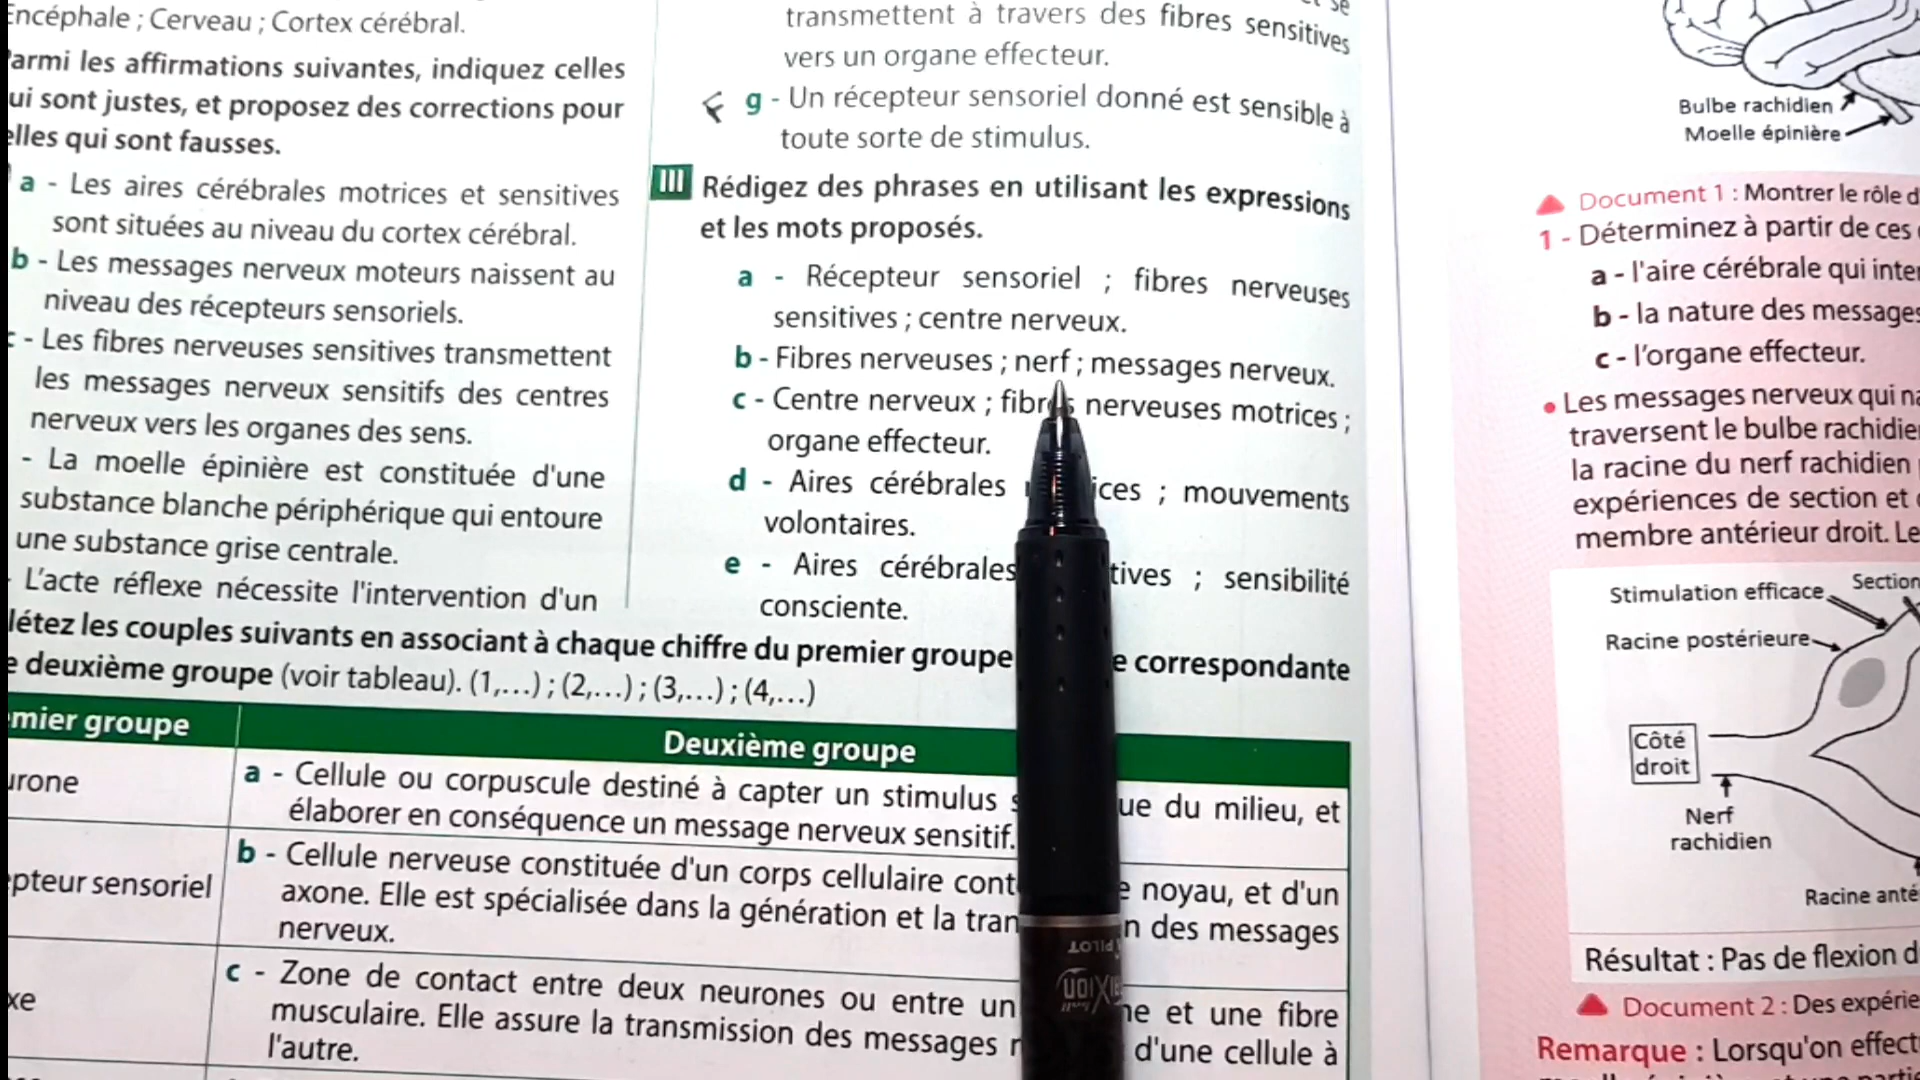 Encéphale ; Cerveau ; Cortex cérébral.
armi les affirmations suivantes, indiquez celles
ui sont justes, et proposez des corrections pour
elles qui sont fausses.
a - Les aires cérébrales motrices et sensitives
sont situées au niveau du cortex cérébral.
b - Les messages nerveux moteurs naissent au
niveau des récepteurs sensoriels.
c - Les fibres nerveuses sensitives transmettent
les messages nerveux sensitifs des centres
nerveux vers les organes des sens.
- La moelle épinière est constituée d'une
substance blanche périphérique qui entoure
une substance grise centrale.
- L'acte réflexe nécessite l'intervention d'un
se
transmettent à travers des fibres sensitives
vers un organe effecteur.
g - Un récepteur sensoriel donné est sensible à
toute sorte de stimulus.
III Rédigez des phrases en utilisant les expressions
et les mots proposés.
a - Récepteur sensoriel ; fibres nerveuses
sensitives ; centre nerveux.
b - Fibres nerveuses ; nerf ; messages nerveux.
c - Centre nerveux ; fibres nerveuses motrices ;
organe effecteur.
d - Aires cérébrales ices ; mouvements
volontaires.
e - Aires cérébrales tives ; sensibilité
consciente.
létez les couples suivants en associant à chaque chiffre du premier groupe e correspondante
e deuxième groupe (voir tableau). (1,...) ; (2,...) ; (3,...) ; (4,...)
emier groupe
Deuxième groupe
urone
a - Cellule ou corpuscule destiné à capter un stimulus s ue du milieu, et
élaborer en conséquence un message nerveux sensitif.
epteur sensoriel
b - Cellule nerveuse constituée d'un corps cellulaire cont e noyau, et d'un
axone. Elle est spécialisée dans la génération et la tran n des messages
nerveux.
xe
c - Zone de contact entre deux neurones ou entre un ne et une fibre
musculaire. Elle assure la transmission des messages n d'une cellule à
l'autre.
PILOT
Bulbe rachidien
Moelle épinière
Document 1 : Montrer le rôle d
1 - Déterminez à partir de ces
a - l'aire cérébrale qui inter
b - la nature des messages
c - l'organe effecteur.
• Les messages nerveux qui na
traversent le bulbe rachidien
la racine du nerf rachidien
expériences de section et
membre antérieur droit. Le
Stimulation efficace
Section
Racine postérieure
Côté
droit
Nerf
rachidien
Racine anté
Résultat : Pas de flexion d
Document 2 : Des expérie
Remarque : Lorsqu'on effect